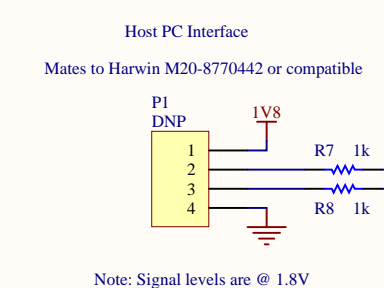 Host PC Interface
Mates to Harwin M20-8770442 or compatible
P1
DNP
1V8
1
R7 1k
2
3
R8 1k
4
Note: Signal levels are @ 1.8V